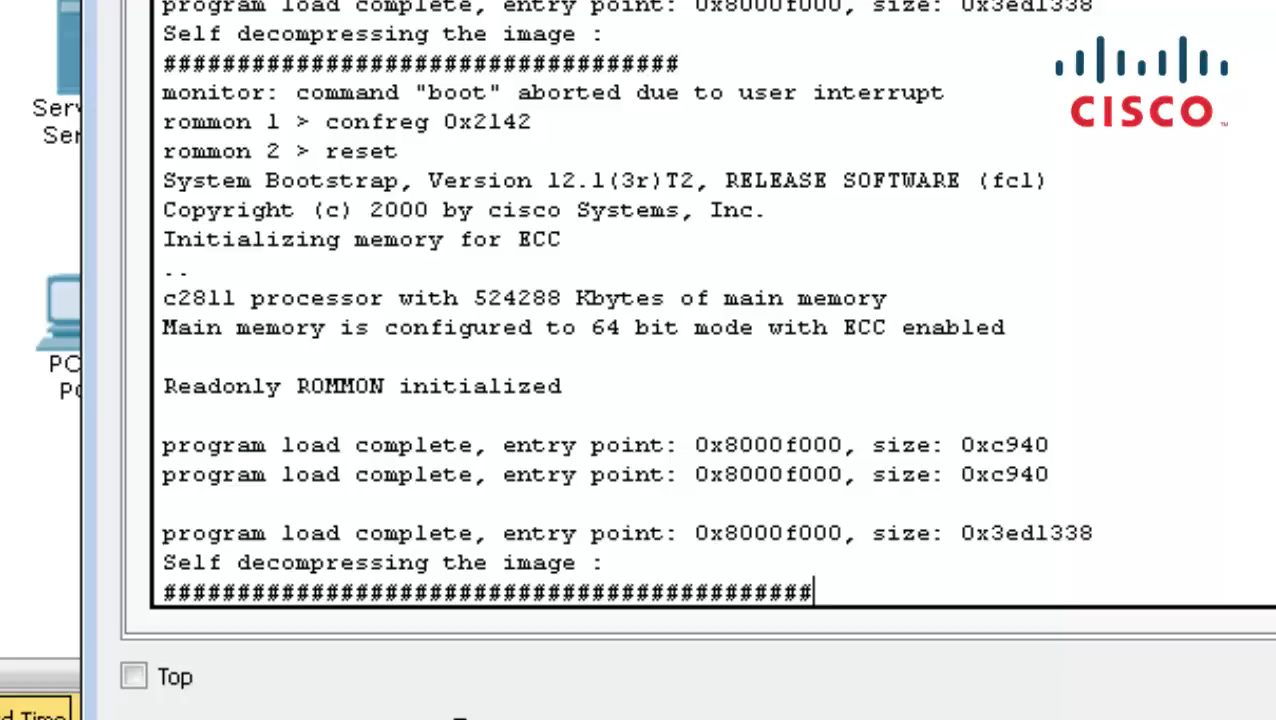 program load complete, entry point: 0x8000f000, size: 0x3ed1338
Self decompressing the image :
###################################
monitor: command "boot" aborted due to user interrupt
rommon 1 > confreg 0x2142
rommon 2 > reset
System Bootstrap, Version 12.1(3r)T2, RELEASE SOFTWARE (fc1)
Copyright (c) 2000 by cisco Systems, Inc.
Initializing memory for ECC
..
c2811 processor with 524288 Kbytes of main memory
Main memory is configured to 64 bit mode with ECC enabled
Readonly ROMMON initialized
program load complete, entry point: 0x8000f000, size: 0xc940
program load complete, entry point: 0x8000f000, size: 0xc940
program load complete, entry point: 0x8000f000, size: 0x3ed1338
Self decompressing the image :
############################################
CISCO™
Serv
Ser
PC
PC
Top
d Time